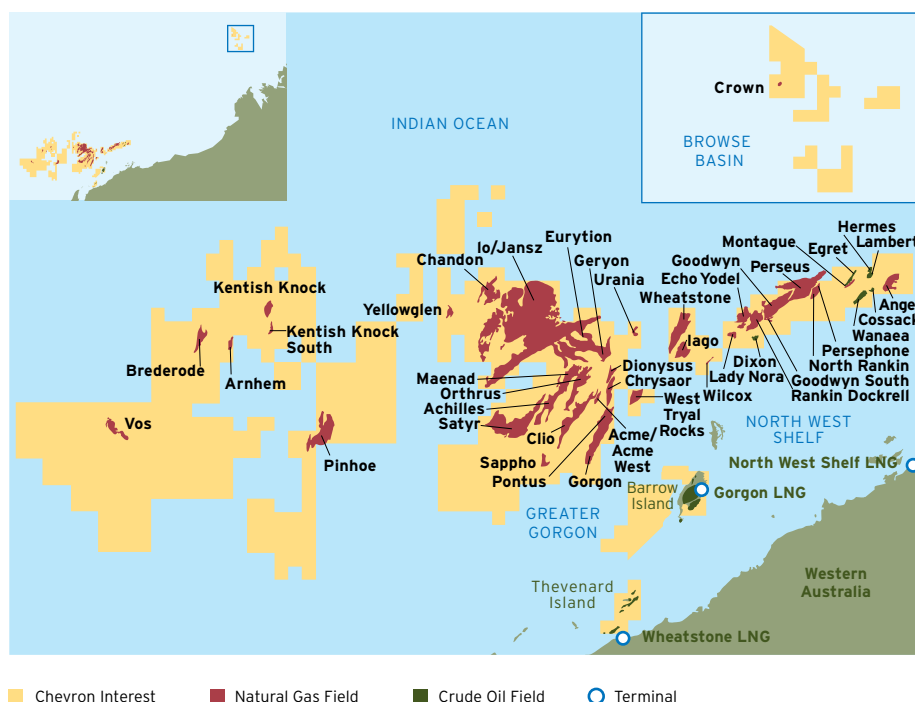 Crown
BROWSE
BASIN
INDIAN OCEAN
Hermes
Lambert
Egret
Montague
Eurytion
Io/Jansz
Geryon
Goodwyn
Perseus
Chandon
Urania
Echo Yodel
Kentish Knock
Wheatstone
Angel
Yellowglen
Cossack
Wanaea
Kentish Knock
South
Iago
Persephone
Brederode
Arnhem
Dixon
North Rankin
Lady Nora
Goodwyn South
Rankin Dockrell
Wilcox
Dionysus
Chrysaor
Maenad
Orthrus
Achilles
Satyr
West
Tryal
Rocks
NORTH WEST
SHELF
Vos
Clio
Acme/
Acme
West
Pinhoe
Sappho
Pontus
Gorgon
North West Shelf LNG
Barrow
Island
Gorgon LNG
GREATER
GORGON
Western
Australia
Thevenard
Island
Wheatstone LNG
Chevron Interest
Natural Gas Field
Crude Oil Field
Terminal